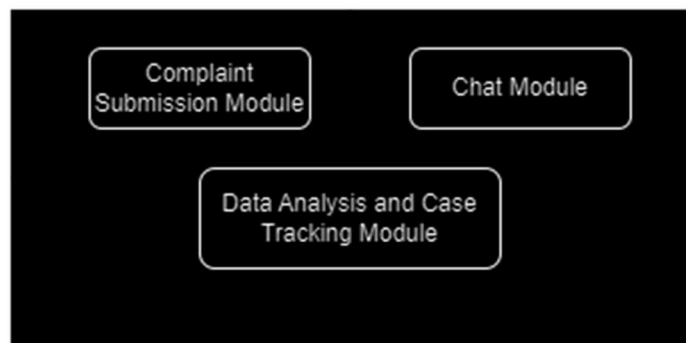 Complaint
Submission Module
Chat Module
Data Analysis and Case
Tracking Module